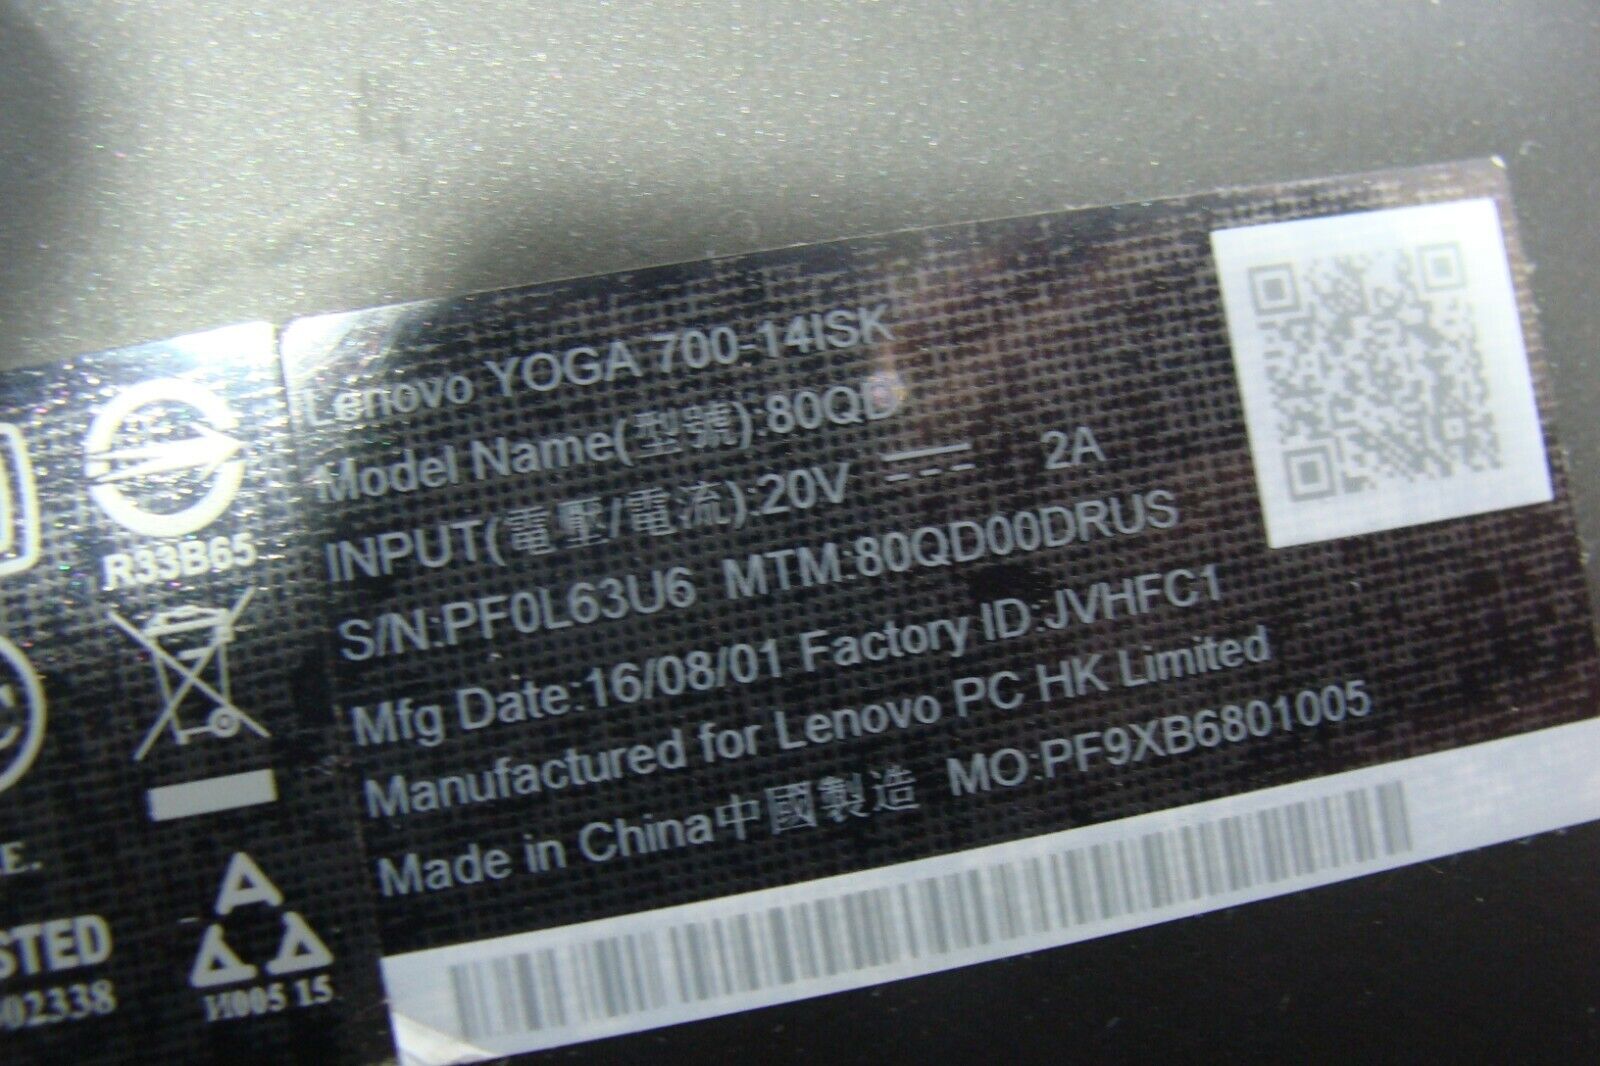 Lenovo YOGA 700-14ISK
Model Name(型號):80QD
INPUT(電壓/電流):20V 2A
S/N:PF0L63U6 MTM:80QD00DRUS
Mfg Date:16/08/01 Factory ID:JVHFC1
Manufactured for Lenovo PC HK Limited
Made in China中國製造 MO:PF9XB6801005
R33B65
.E.
STED
02338
H005 15